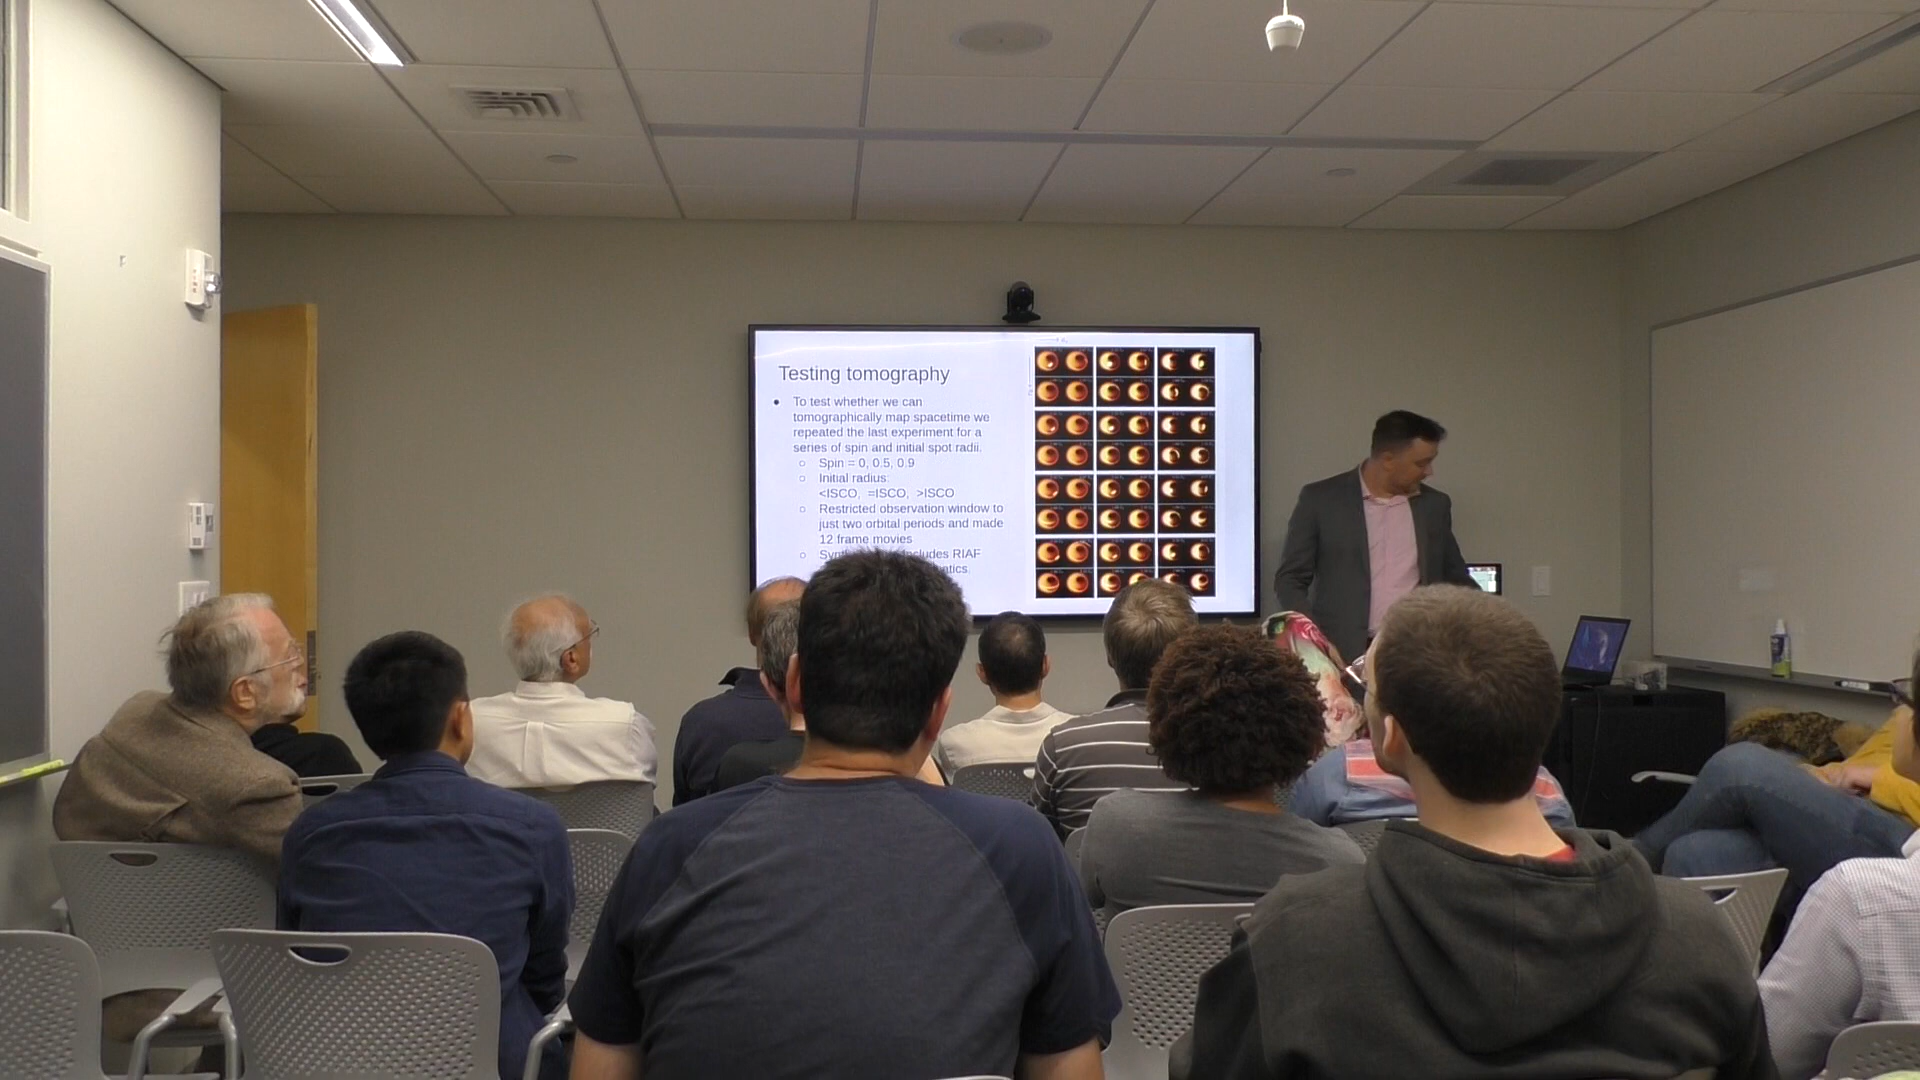 Testing tomography
● To test whether we can
tomographically map spacetime we
repeated the last experiment for a
series of spin and initial spot radii.
○ Spin = 0, 0.5, 0.9
○ Initial radius:
<ISCO, =ISCO, >ISCO
○ Restricted observation window to
just two orbital periods and made
12 frame movies
○ includes RIAF